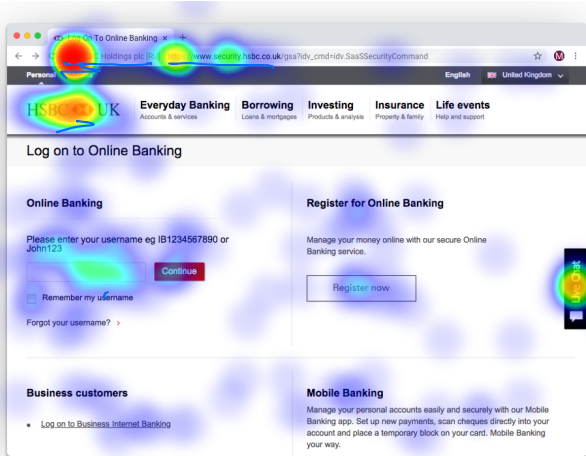 Log On To Online Banking × +
Holdings plc [RU] https://www.security.hsbc.co.uk/gsa?idv_cmd=idv.SaaSSecurityCommand
M
Personal
English
United Kingdom
HSBC.CO.UK
Everyday Banking
Accounts & services
Borrowing
Loans & mortgages
Investing
Products & analysis
Insurance
Property & family
Life events
Help and support
Log on to Online Banking
Online Banking
Please enter your username eg IB1234567890 or
John123
Continue
Remember my username
Forgot your username? ›
Register for Online Banking
Manage your money online with our secure Online
Banking service.
Register now
Live Chat
Business customers
Log on to Business Internet Banking
Mobile Banking
Manage your personal accounts easily and securely with our Mobile
Banking app. Set up new payments, scan cheques directly into your
account and place a temporary block on your card. Mobile Banking
your way.